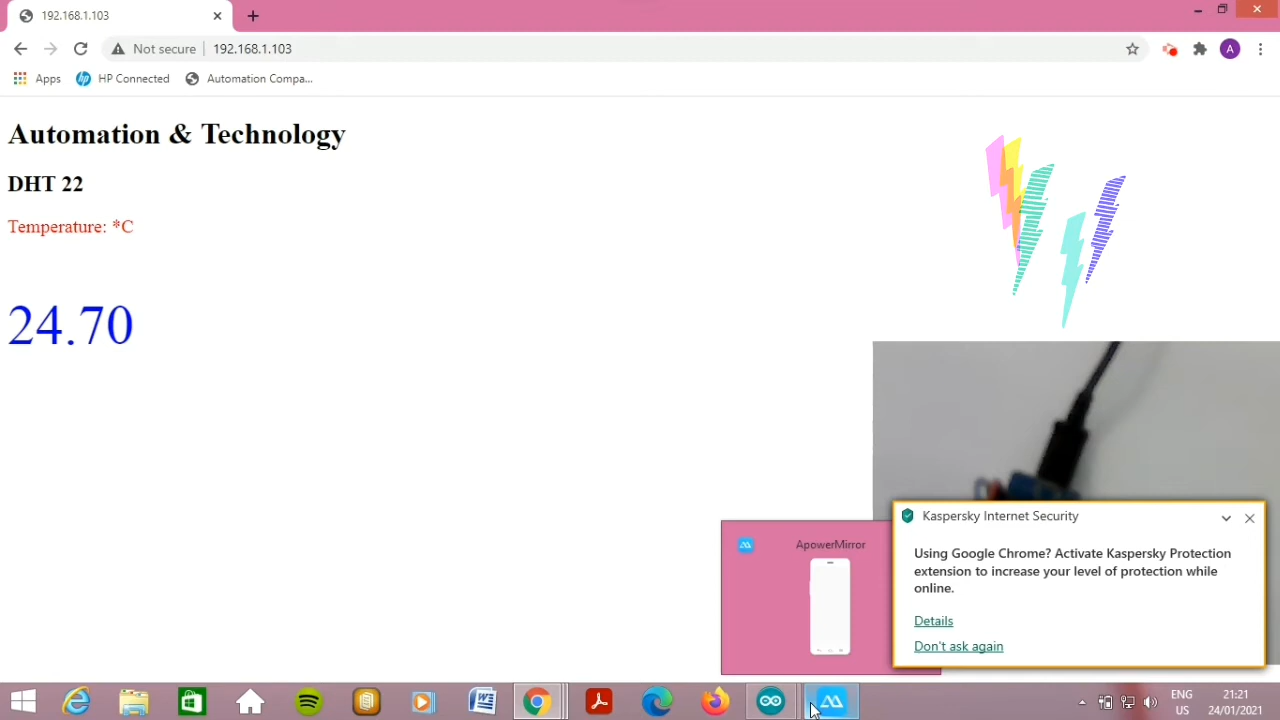 192.168.1.103
Not secure
192.168.1.103
A
Apps
HP Connected
Automation Compa...
Automation & Technology
DHT 22
Temperature: *C
24.70
ApowerMirror
Kaspersky Internet Security
Using Google Chrome? Activate Kaspersky Protection
extension to increase your level of protection while
online.
Details
Don't ask again
ENG
US
21:21
24/01/2021